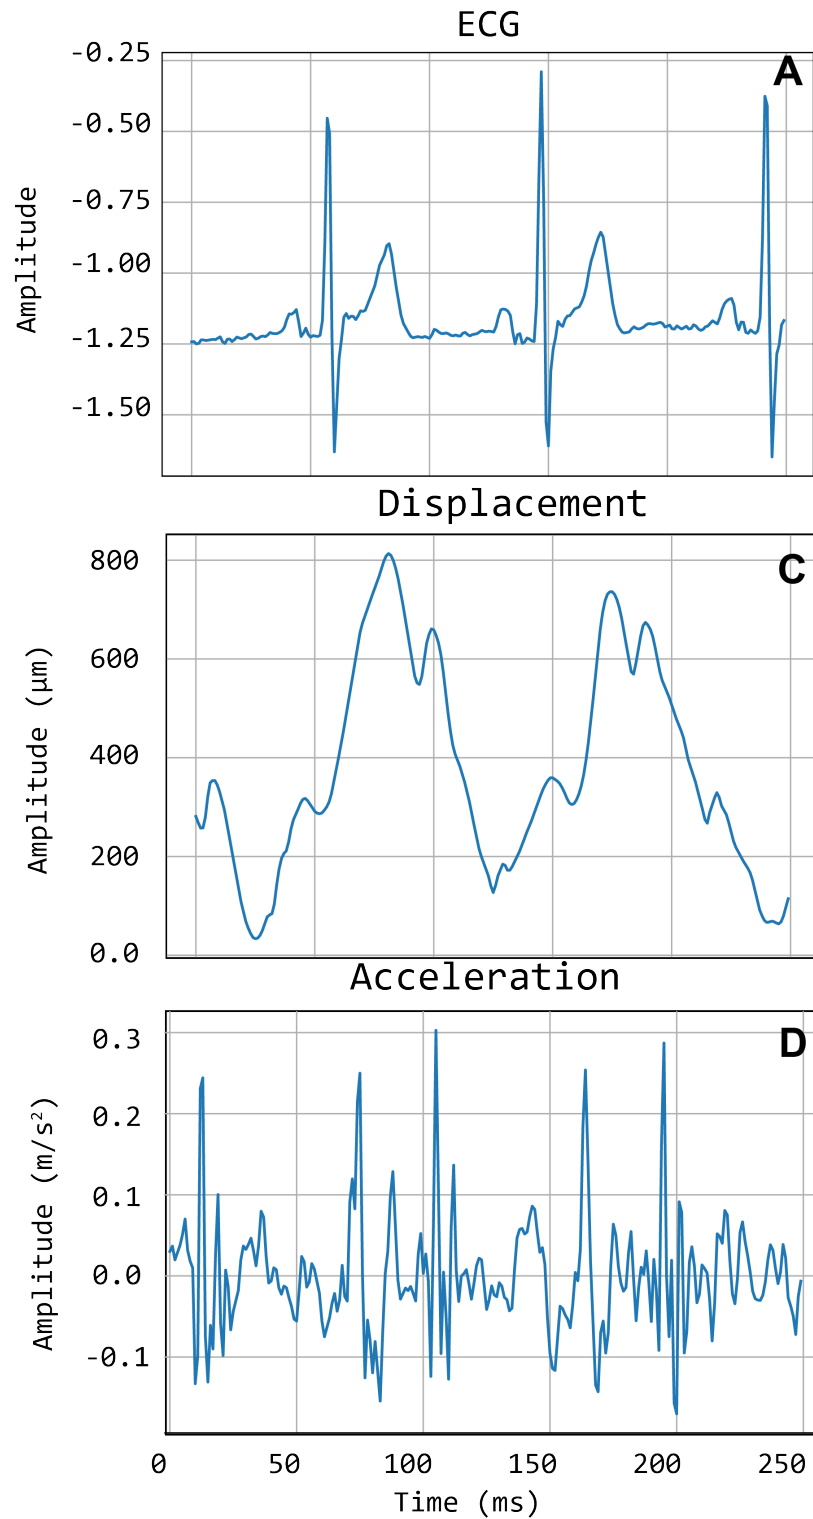 ECG
A
-0.25
-0.50
-0.75
-1.00
-1.25
-1.50
Amplitude
Displacement
C
800
600
400
200
0.0
Amplitude (μm)
Acceleration
D
0.3
0.2
0.1
0.0
-0.1
Amplitude (m/s²)
0 50 100 150 200 250
Time (ms)